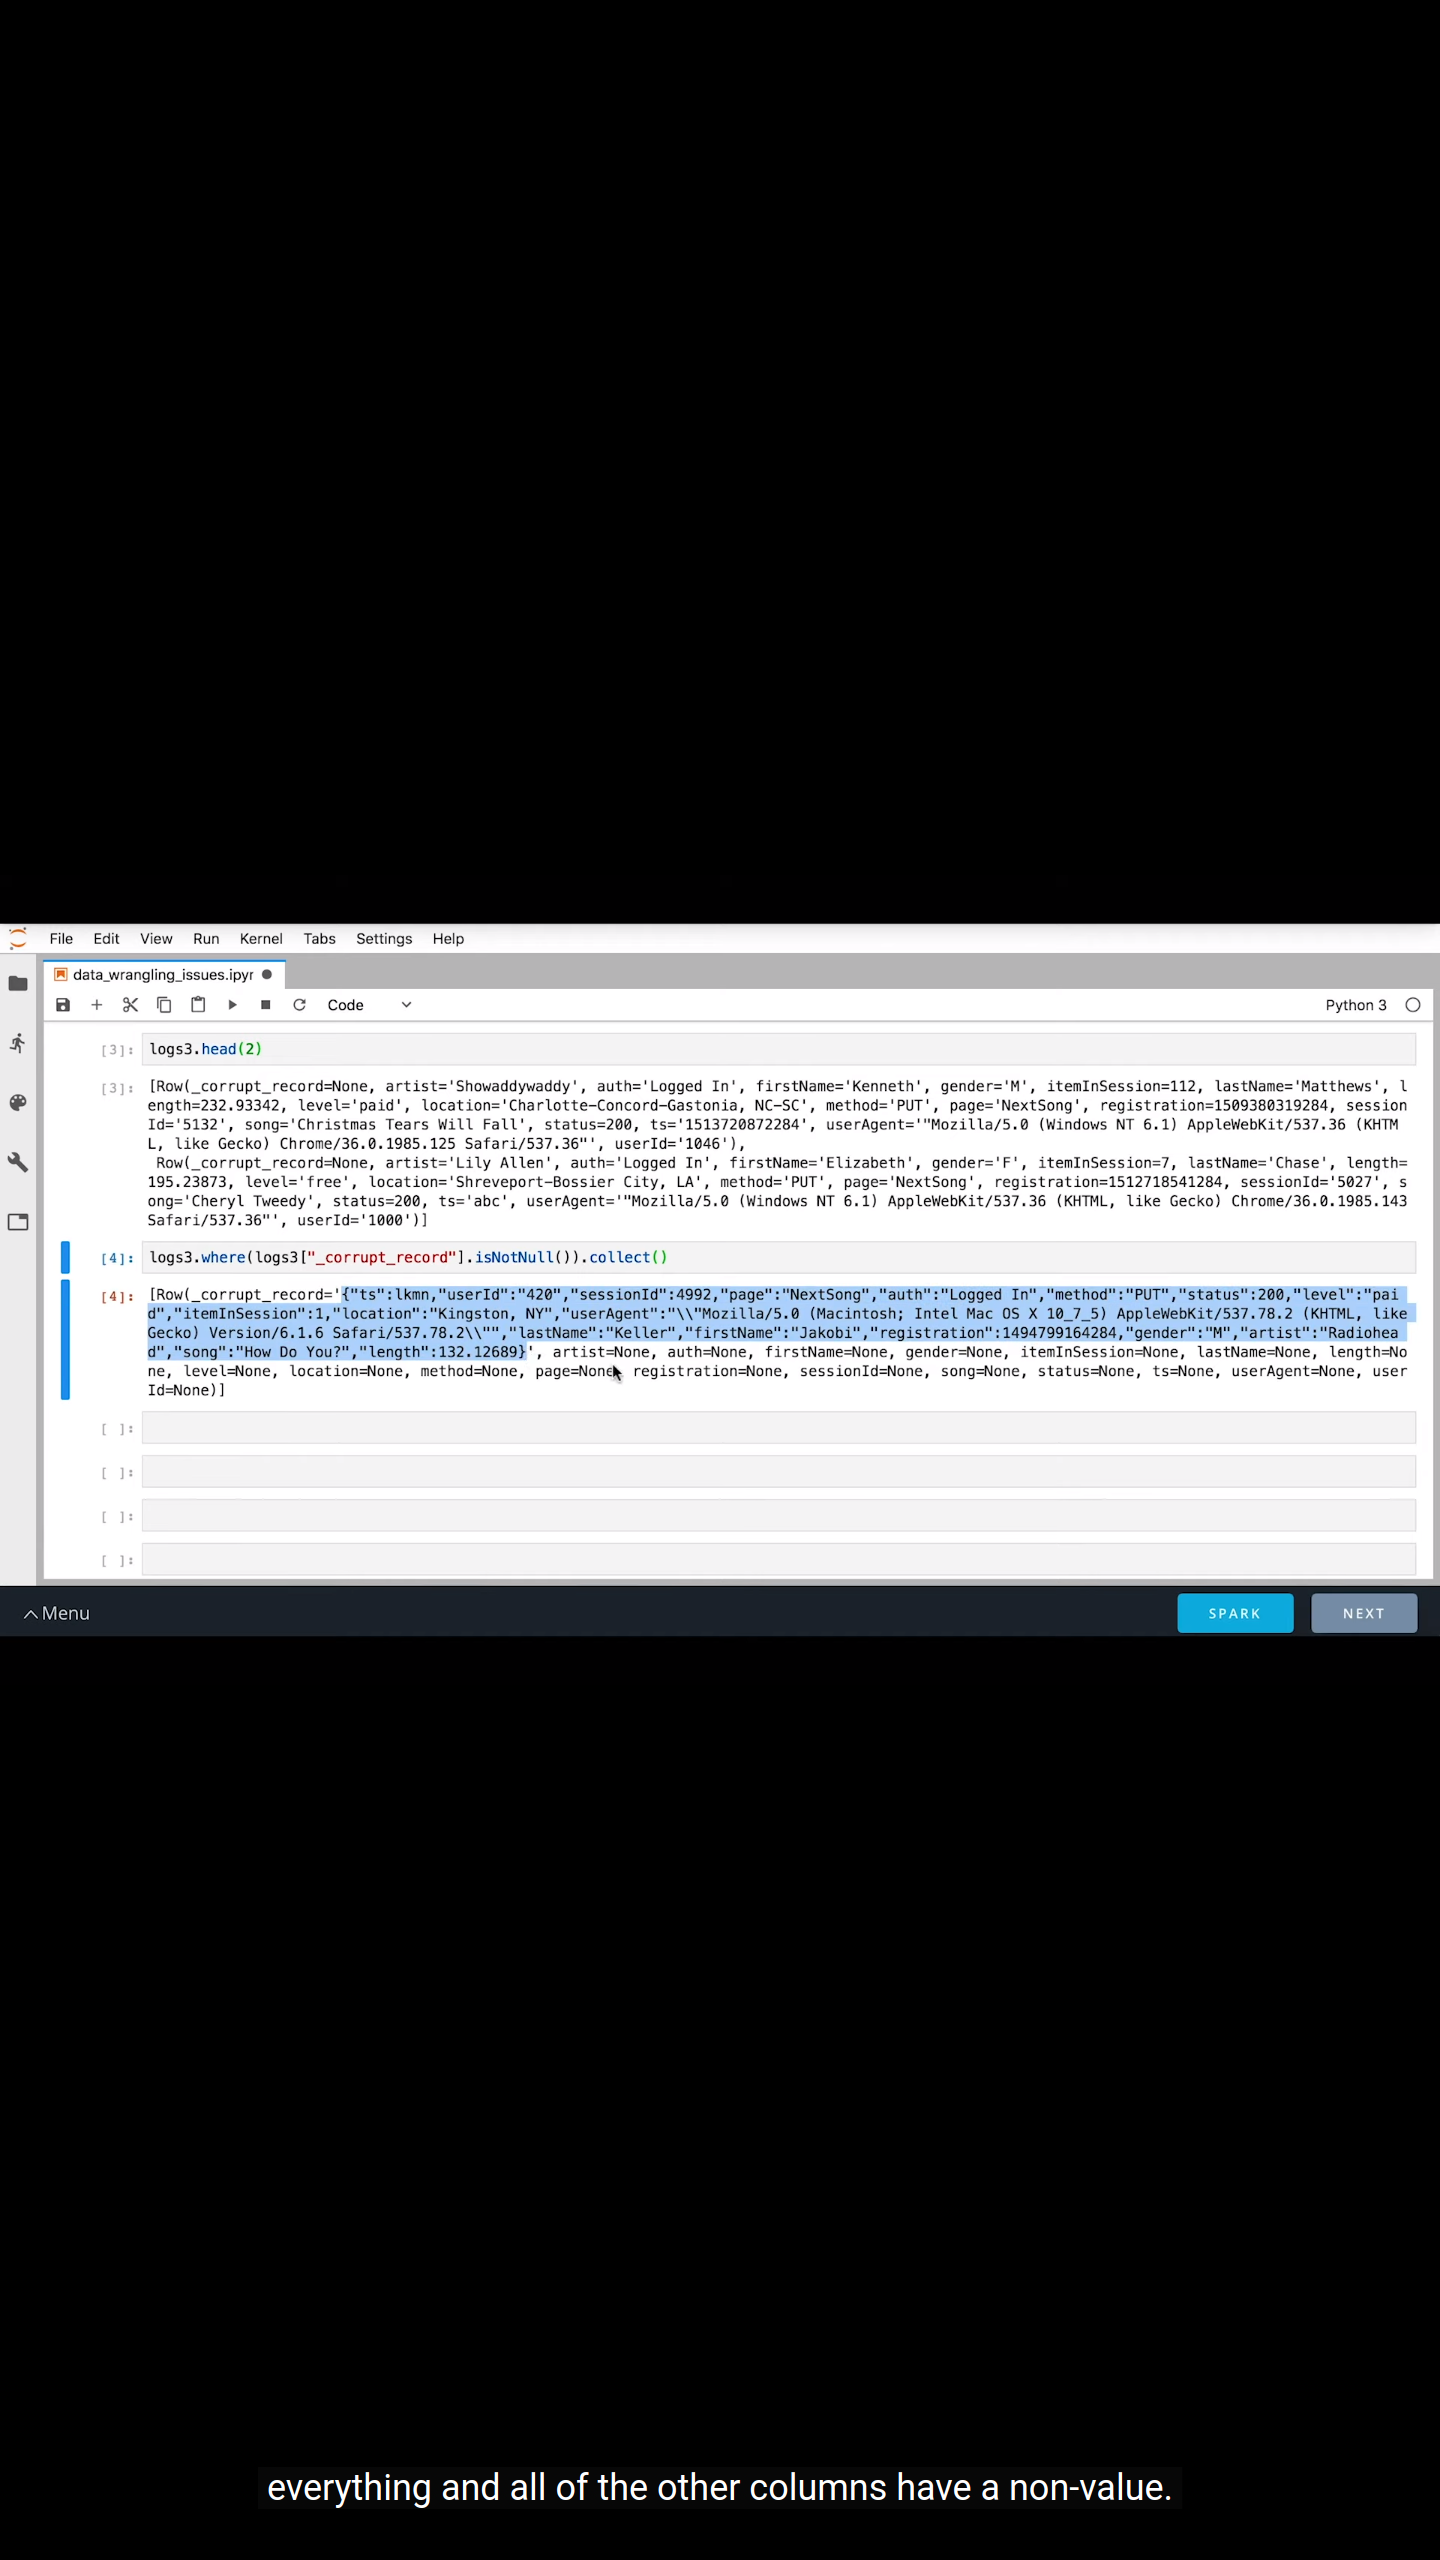 File Edit View Run Kernel Tabs Settings Help
data_wrangling_issues.ipyr
Code
Python 3
[3]: logs3.head(2)
[3]: [Row(_corrupt_record=None, artist='Showaddywaddy', auth='Logged In', firstName='Kenneth', gender='M', itemInSession=112, lastName='Matthews', l
ength=232.93342, level='paid', location='Charlotte-Concord-Gastonia, NC-SC', method='PUT', page='NextSong', registration=1509380319284, session
Id='5132', song='Christmas Tears Will Fall', status=200, ts='1513720872284', userAgent='"Mozilla/5.0 (Windows NT 6.1) AppleWebKit/537.36 (KHTM
L, like Gecko) Chrome/36.0.1985.125 Safari/537.36"', userId='1046'),
Row(_corrupt_record=None, artist='Lily Allen', auth='Logged In', firstName='Elizabeth', gender='F', itemInSession=7, lastName='Chase', length=
195.23873, level='free', location='Shreveport-Bossier City, LA', method='PUT', page='NextSong', registration=1512718541284, sessionId='5027', s
ong='Cheryl Tweedy', status=200, ts='abc', userAgent='"Mozilla/5.0 (Windows NT 6.1) AppleWebKit/537.36 (KHTML, like Gecko) Chrome/36.0.1985.143
Safari/537.36"', userId='1000')]
[4]: logs3.where(logs3["_corrupt_record"].isNotNull()).collect()
[4]: [Row(_corrupt_record='{"ts":lkmn,"userId":"420","sessionId":4992,"page":"NextSong","auth":"Logged In","method":"PUT","status":200,"level":"pai
d","itemInSession":1,"location":"Kingston, NY","userAgent":"\\"Mozilla/5.0 (Macintosh; Intel Mac OS X 10_7_5) AppleWebKit/537.78.2 (KHTML, like
Gecko) Version/6.1.6 Safari/537.78.2\\"","lastName":"Keller","firstName":"Jakobi","registration":1494799164284,"gender":"M","artist":"Radiohea
d","song":"How Do You?","length":132.12689}', artist=None, auth=None, firstName=None, gender=None, itemInSession=None, lastName=None, length=No
ne, level=None, location=None, method=None, page=None, registration=None, sessionId=None, song=None, status=None, ts=None, userAgent=None, user
Id=None)]
[ ]:
[ ]:
[ ]:
[ ]:
Menu
SPARK
NEXT
everything and all of the other columns have a non-value.